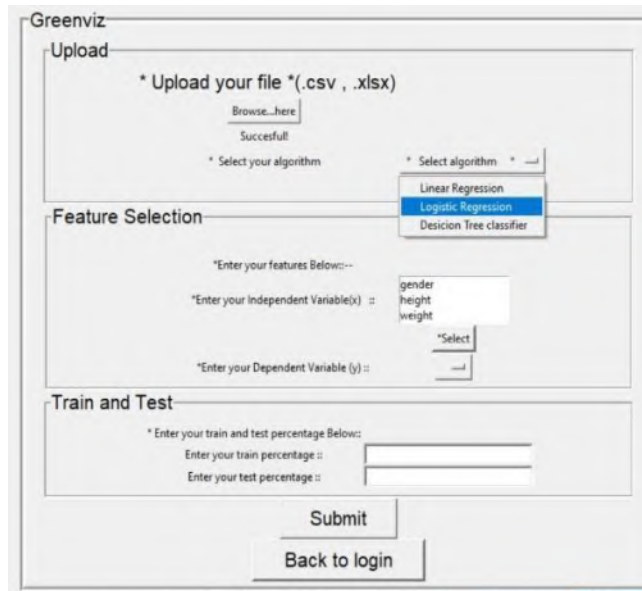 Greenviz
Upload
* Upload your file *(.csv , .xlsx)
Browse...here
Succesful!
* Select your algorithm * Select algorithm *
Linear Regression
Logistic Regression
Desicion Tree classifier
Feature Selection
*Enter your features Below::--
*Enter your Independent Variable(x) ::
gender
height
weight
*Select
*Enter your Dependent Variable (y) ::
Train and Test
* Enter your train and test percentage Below::
Enter your train percentage ::
Enter your test percentage ::
Submit
Back to login